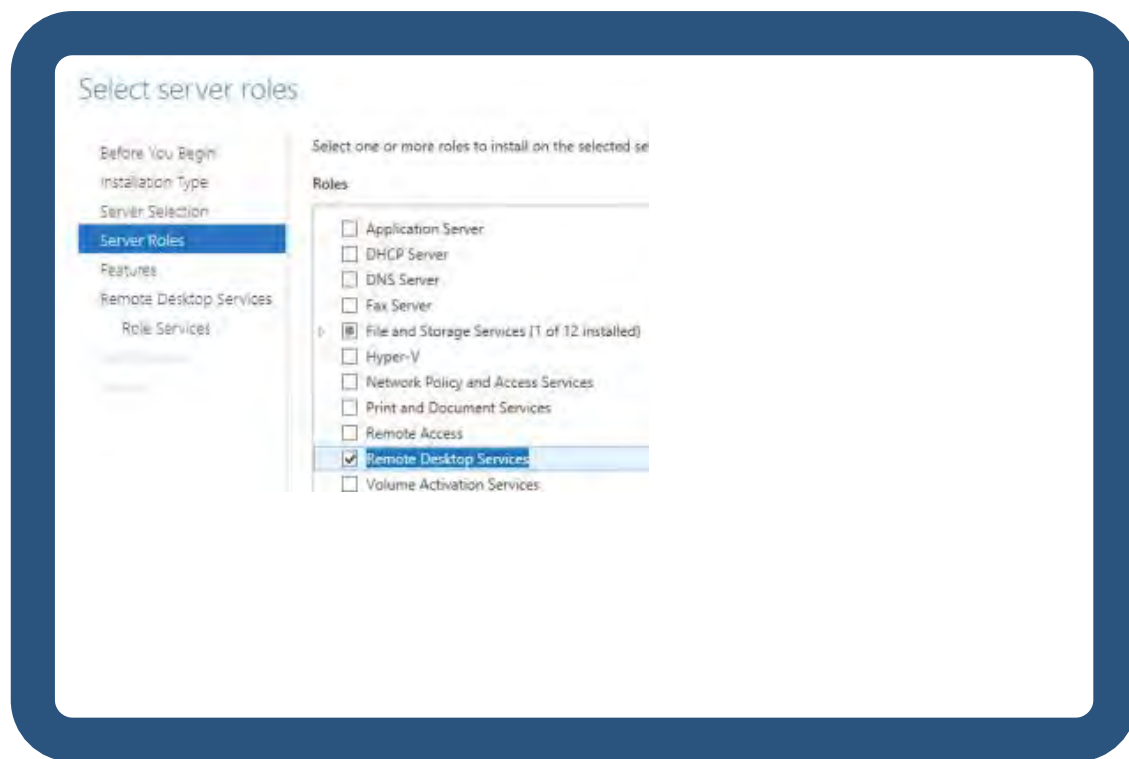 Select server roles
Before You Begin
Installation Type
Server Selection
Server Roles
Features
Remote Desktop Services
Role Services
Select one or more roles to install on the selected se
Roles
Application Server
DHCP Server
DNS Server
Fax Server
File and Storage Services (1 of 12 installed)
Hyper-V
Network Policy and Access Services
Print and Document Services
Remote Access
Remote Desktop Services
Volume Activation Services